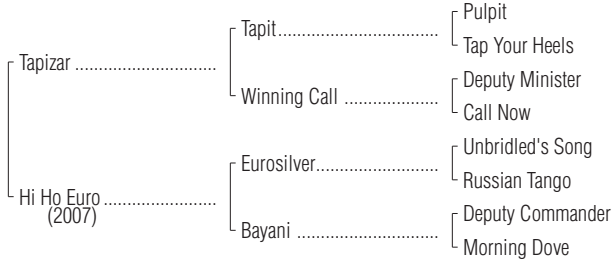 Pulpit
Tapit
Tap Your Heels
Tapizar
Deputy Minister
Winning Call
Call Now
Unbridled's Song
Eurosilver
Russian Tango
Hi Ho Euro
(2007)
Deputy Commander
Bayani
Morning Dove